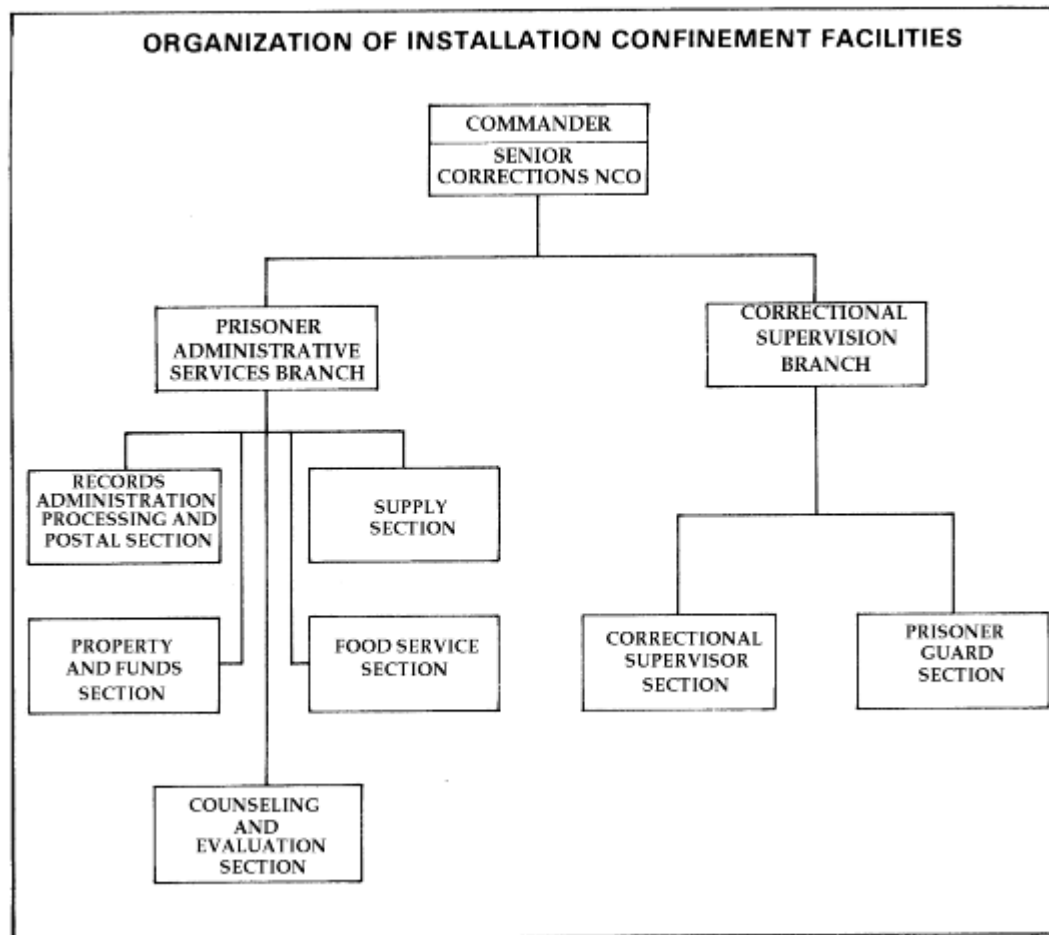 ORGANIZATION OF INSTALLATION CONFINEMENT FACILITIES
COMMANDER
SENIOR
CORRECTIONS NCO
PRISONER
ADMINISTRATIVE
SERVICES BRANCH
CORRECTIONAL
SUPERVISION
BRANCH
RECORDS
ADMINISTRATION
PROCESSING AND
POSTAL SECTION
SUPPLY
SECTION
PROPERTY
AND FUNDS
SECTION
FOOD SERVICE
SECTION
CORRECTIONAL
SUPERVISOR
SECTION
PRISONER
GUARD
SECTION
COUNSELING
AND
EVALUATION
SECTION